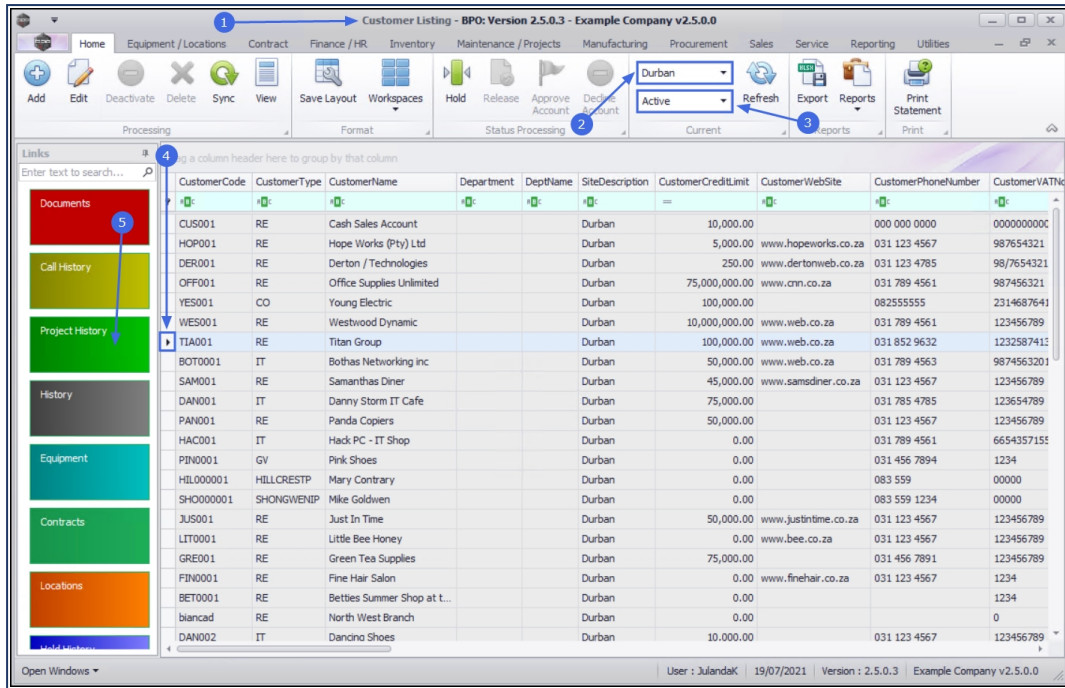 1
Customer Listing - BPO: Version 2.5.0.3 - Example Company v2.5.0.0
Home Equipment / Locations Contract Finance / HR Inventory Maintenance / Projects Manufacturing Procurement Sales Service Reporting Utilities
Add Edit Deactivate Delete Sync View Save Layout Workspaces Hold Release Approve Account Decline Account Durban Active Refresh Export Reports Print Statement
2 3
Processing Format Status Processing Current Reports Print
Links
4
Enter text to search...
a column header here to group by that column
CustomerCode CustomerType CustomerName Department DeptName SiteDescription CustomerCreditLimit CustomerWebSite CustomerPhoneNumber CustomerVATNo
CUS001 RE Cash Sales Account Durban 10,000.00 000 000 0000 0000000000
HOP001 RE Hope Works (Pty) Ltd Durban 5,000.00 www.hopeworks.co.za 031 123 4567 987654321
DER001 RE Derton / Technologies Durban 250.00 www.dertonweb.co.za 031 123 4785 98/7654321
OFF001 RE Office Supplies Unlimited Durban 75,000,000.00 www.cnn.co.za 031 789 4561 987456321
YES001 CO Young Electric Durban 100,000.00 082555555 2314687641
WES001 RE Westwood Dynamic Durban 10,000,000.00 www.web.co.za 031 789 4561 123456789
TIA001 RE Titan Group Durban 100,000.00 www.web.co.za 031 852 9632 1232587413
BOT0001 IT Bothas Networking inc Durban 50,000.00 www.web.co.za 031 789 4563 9874563201
SAM001 RE Samanthas Diner Durban 45,000.00 www.samsdiner.co.za 031 123 4567 123456789
DAN001 IT Danny Storm IT Cafe Durban 75,000.00 031 785 4785 123654789
PAN001 RE Panda Copiers Durban 50,000.00 031 123 4567 123456789
HAC001 IT Hack PC - IT Shop Durban 0.00 031 789 4561 6654357155
PIN0001 GV Pink Shoes Durban 0.00 031 456 7894 1234
HIL000001 HILLCRESTP Mary Contrary Durban 0.00 083 559 00000
SHO000001 SHONGWENIP Mike Goldwen Durban 0.00 083 559 1234 00000
JUS001 RE Just In Time Durban 50,000.00 www.justintime.co.za 031 123 4567 123456789
LIT0001 RE Little Bee Honey Durban 0.00 www.bee.co.za 031 123 4567 123456789
GRE001 RE Green Tea Supplies Durban 75,000.00 031 456 7891 123456789
FIN0001 RE Fine Hair Salon Durban 0.00 www.finehair.co.za 031 123 4567 1234
BET0001 RE Betties Summer Shop at t... Durban 0.00 1234
biancad RE North West Branch Durban 0.00 0
DAN002 IT Dancing Shoes Durban 10,000.00 031 123 4567 123456789
Documents
5
Call History
Project History
History
Equipment
Contracts
Locations
Hold History
Open Windows
User : JulandaK 19/07/2021 Version : 2.5.0.3 Example Company v2.5.0.0